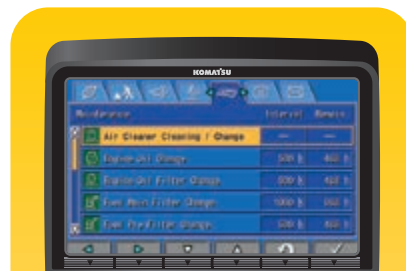 KOMATSU
Maintenance Interval Remain
Air Cleaner Cleaning / Change — —
Engine Oil Change 500 h
Engine Oil Filter Change 500 h
Fuel Main Filter Change 1000 h
Fuel Pre Filter Change 500 h